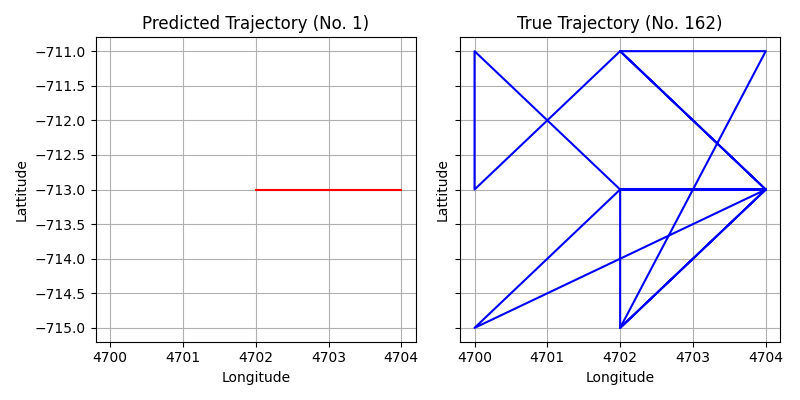 Predicted Trajectory (No. 1)
−711.0
−711.5
−712.0
−712.5
−713.0
−713.5
−714.0
−714.5
−715.0
Lattitude
4700 4701 4702 4703 4704
Longitude
True Trajectory (No. 162)
Lattitude
4700 4701 4702 4703 4704
Longitude